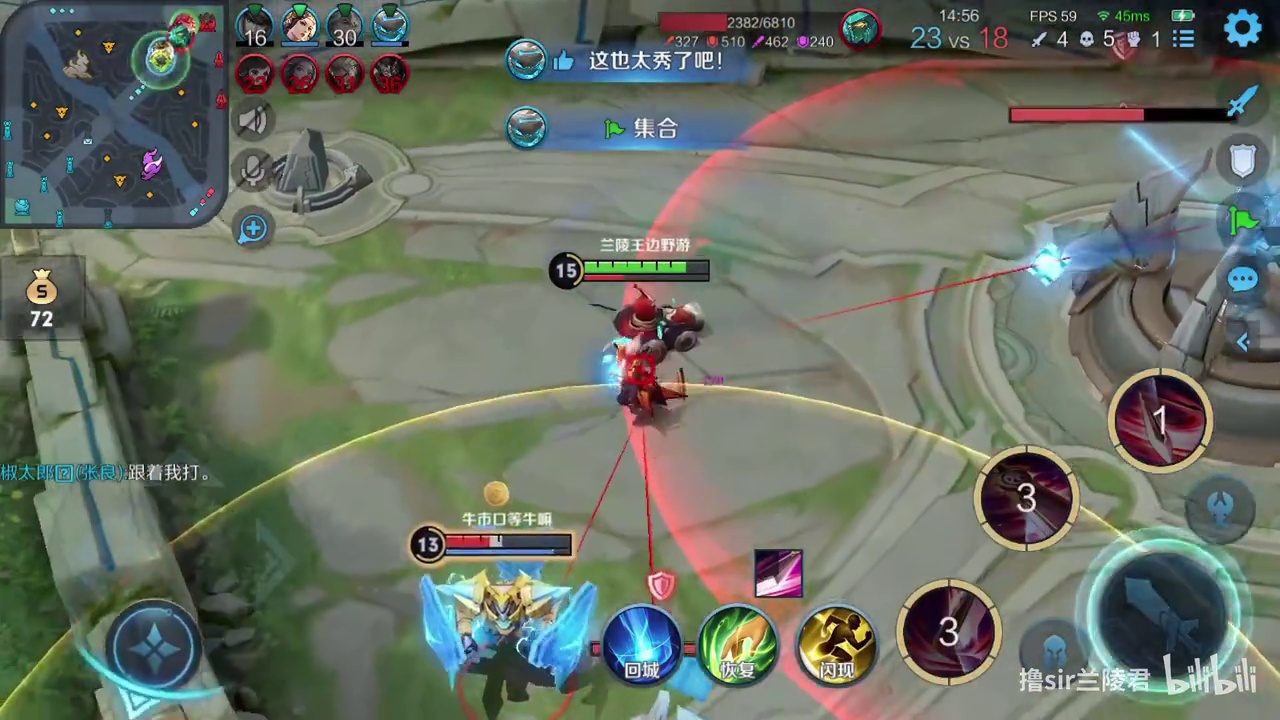 16
30
2382/6810
327 510 462 240
14:56
23 VS 18
FPS 59
45ms
4 5 1
这也太秀了吧！
集合
兰陵王边野游
15
S
72
椒太郎团(张良):跟着我打。
牛市口等牛嘛
13
1
3
3
回城
恢复
闪现
撸sir兰陵君
bilibili